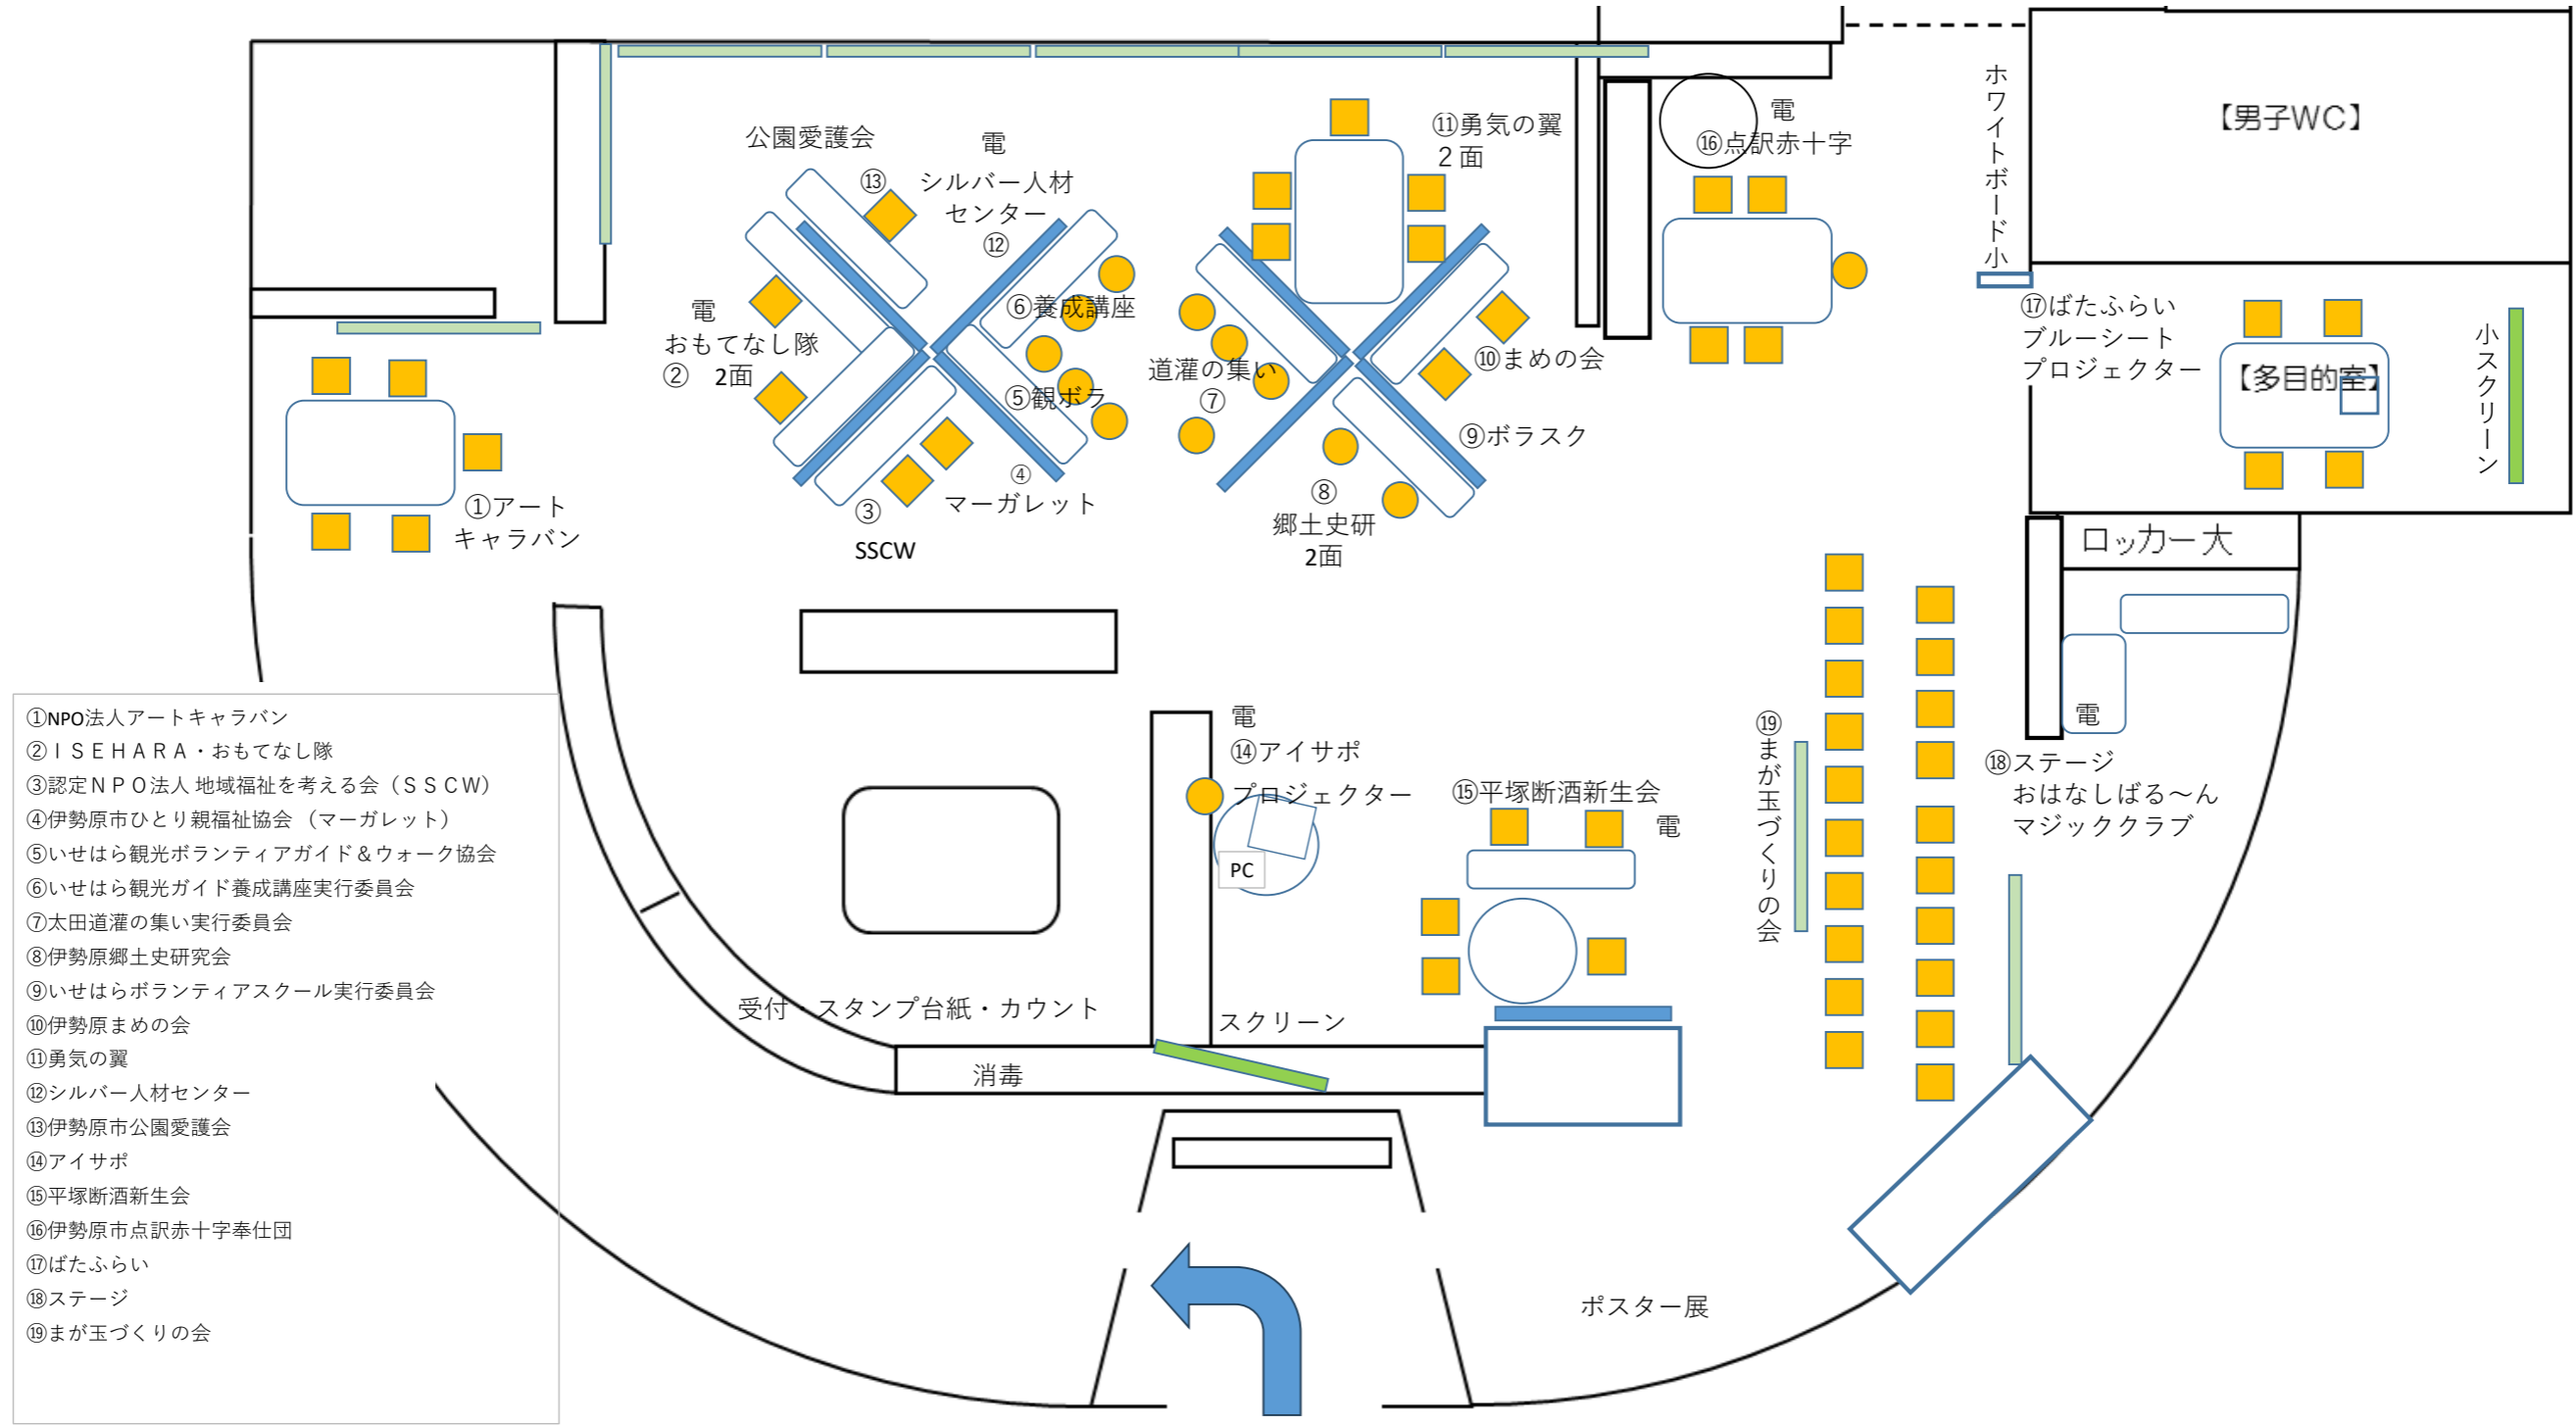 公園愛護会
⑬
電
シルバー人材
センター
⑫
⑪勇気の翼
２面
電
⑯点訳赤十字
ホワイトボード小
【男子WC】
電
おもてなし隊
②　2面
⑥養成講座
⑤観ボラ
道灌の集い
⑦
⑩まめの会
⑨ボラスク
⑰ばたふらい
ブルーシート
プロジェクター
【多目的室】
小スクリーン
①アート
キャラバン
③
SSCW
④
マーガレット
⑧
郷土史研
2面
ロッカー大
電
⑭アイサポ
プロジェクター
PC
⑮平塚断酒新生会
電
⑲まが玉づくりの会
電
⑱ステージ
おはなしぱる～ん
マジッククラブ
受付　スタンプ台紙・カウント
スクリーン
消毒
ポスター展
①NPO法人アートキャラバン
②ＩＳＥＨＡＲＡ・おもてなし隊
③認定ＮＰＯ法人 地域福祉を考える会（ＳＳＣＷ）
④伊勢原市ひとり親福祉協会 （マーガレット）
⑤いせはら観光ボランティアガイド＆ウォーク協会
⑥いせはら観光ガイド養成講座実行委員会
⑦太田道灌の集い実行委員会
⑧伊勢原郷土史研究会
⑨いせはらボランティアスクール実行委員会
⑩伊勢原まめの会
⑪勇気の翼
⑫シルバー人材センター
⑬伊勢原市公園愛護会
⑭アイサポ
⑮平塚断酒新生会
⑯伊勢原市点訳赤十字奉仕団
⑰ばたふらい
⑱ステージ
⑲まが玉づくりの会